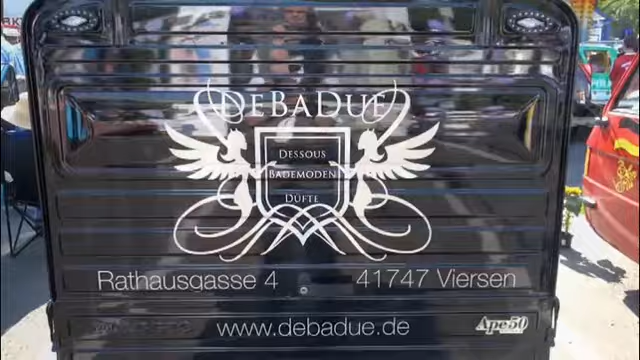 DeBaDue
Dessous
Bademoden
Düfte
Rathausgasse 4 41747 Viersen
www.debadue.de
Ape50